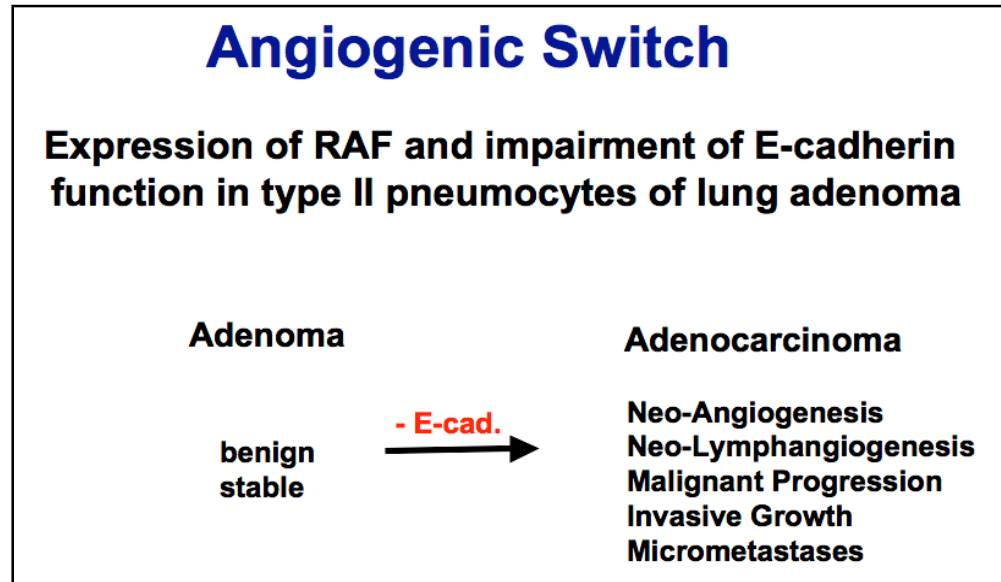 Angiogenic Switch
Expression of RAF and impairment of E-cadherin
function in type II pneumocytes of lung adenoma
Adenoma
benign
stable
- E-cad.
Adenocarcinoma
Neo-Angiogenesis
Neo-Lymphangiogenesis
Malignant Progression
Invasive Growth
Micrometastases